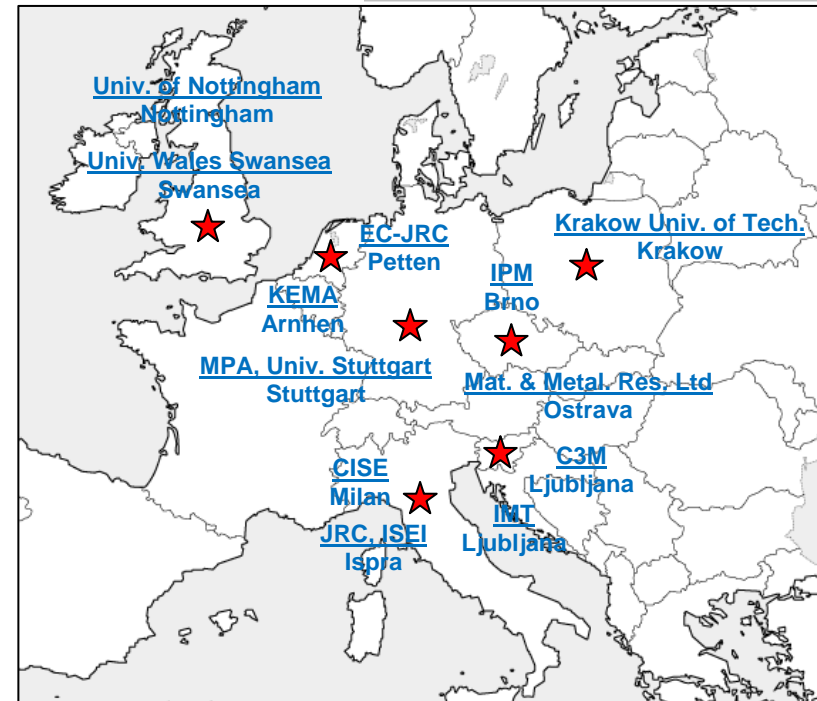 Univ. of Nottingham
Nottingham
Univ. Wales Swansea
Swansea
EC-JRC
Petten
Krakow Univ. of Tech.
Krakow
IPM
Brno
KEMA
Arnhen
MPA, Univ. Stuttgart
Stuttgart
Mat. & Metal. Res. Ltd
Ostrava
CISE
Milan
C3M
Ljubljana
JRC, ISEI
Ispra
IMT
Ljubljana